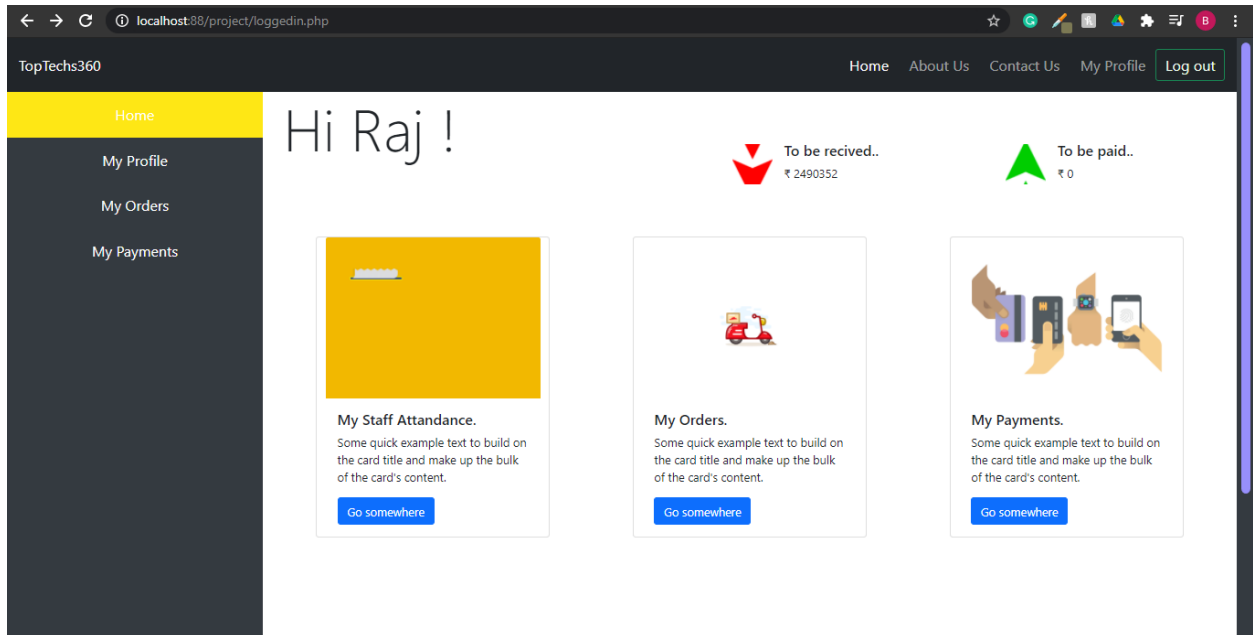 localhost:88/project/loggedin.php
B
TopTechs360
Home About Us Contact Us My Profile Log out
Home
My Profile
My Orders
My Payments
Hi Raj !
To be recived..
₹ 2490352
To be paid..
₹ 0
My Staff Attandance.
Some quick example text to build on
the card title and make up the bulk
of the card's content.
Go somewhere
My Orders.
Some quick example text to build on
the card title and make up the bulk
of the card's content.
Go somewhere
My Payments.
Some quick example text to build on
the card title and make up the bulk
of the card's content.
Go somewhere